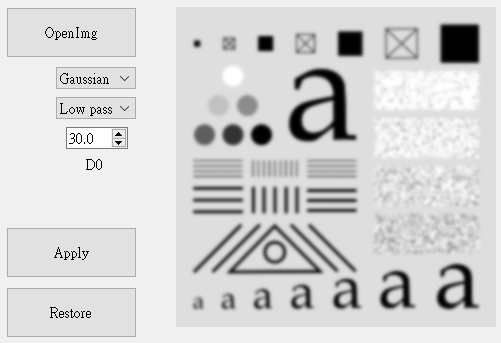 OpenImg
Gaussian
Low pass
30.0
D0
Apply
Restore
a
a a a a a a a